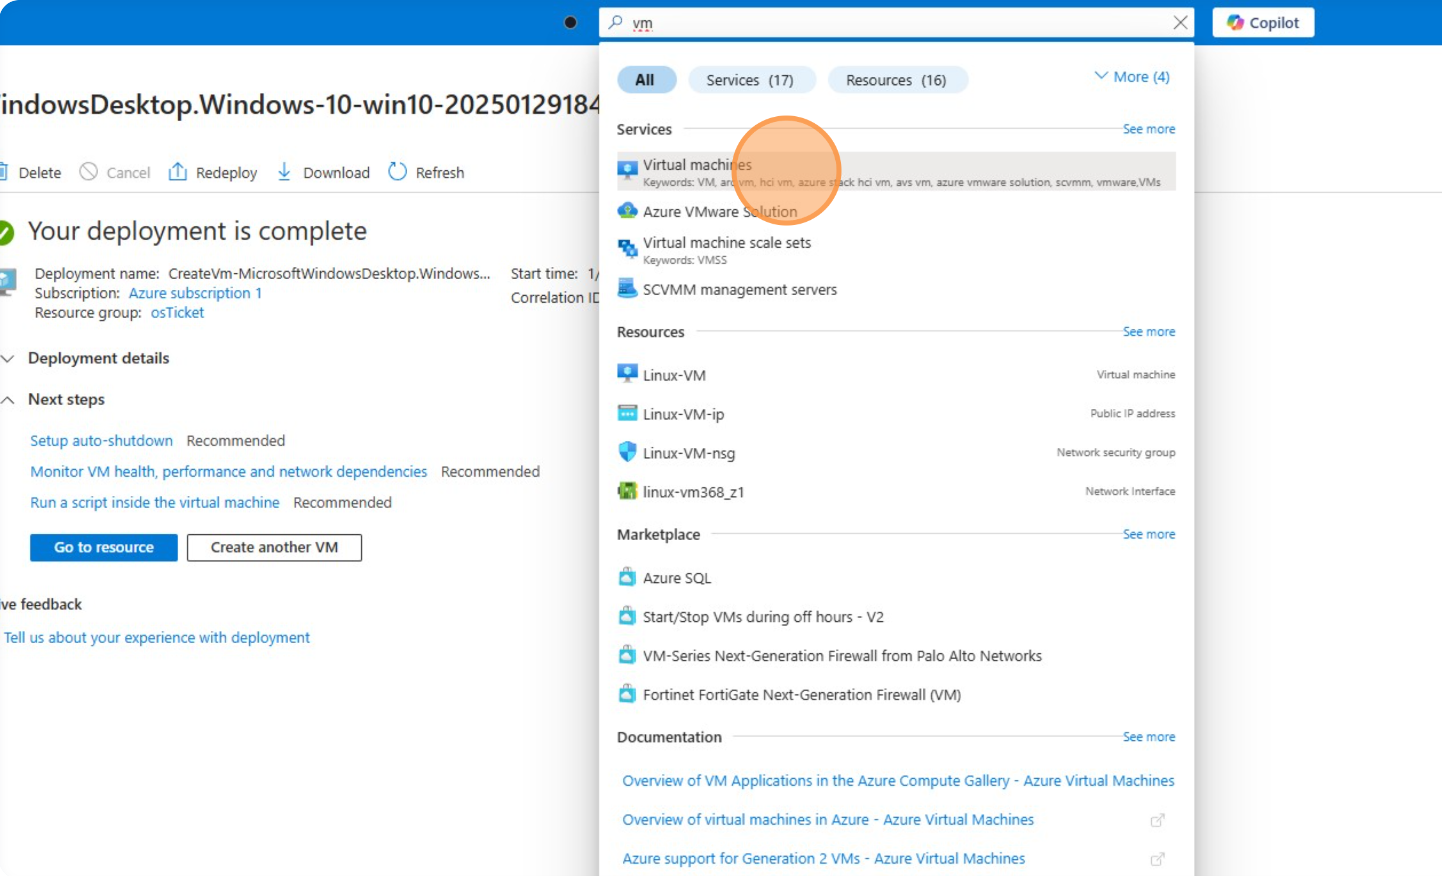 vm
Copilot
All
Services (17)
Resources (16)
More (4)
indowsDesktop.Windows-10-win10-20250129184
Services
See more
Delete
Cancel
Redeploy
Download
Refresh
Virtual machines
Keywords: VM, arc vm, hci vm, azure stack hci vm, avs vm, azure vmware solution, scvmm, vmware,VMs
Azure VMware Solution
Virtual machine scale sets
Keywords: VMSS
SCVMM management servers
Your deployment is complete
Deployment name: CreateVm-MicrosoftWindowsDesktop.Windows...
Start time: 1/
Subscription: Azure subscription 1
Correlation ID
Resource group: osTicket
Deployment details
Next steps
Setup auto-shutdown Recommended
Monitor VM health, performance and network dependencies Recommended
Run a script inside the virtual machine Recommended
Go to resource
Create another VM
ive feedback
Tell us about your experience with deployment
Resources
See more
Linux-VM
Virtual machine
Linux-VM-ip
Public IP address
Linux-VM-nsg
Network security group
linux-vm368_z1
Network Interface
Marketplace
See more
Azure SQL
Start/Stop VMs during off hours - V2
VM-Series Next-Generation Firewall from Palo Alto Networks
Fortinet FortiGate Next-Generation Firewall (VM)
Documentation
See more
Overview of VM Applications in the Azure Compute Gallery - Azure Virtual Machines
Overview of virtual machines in Azure - Azure Virtual Machines
Azure support for Generation 2 VMs - Azure Virtual Machines